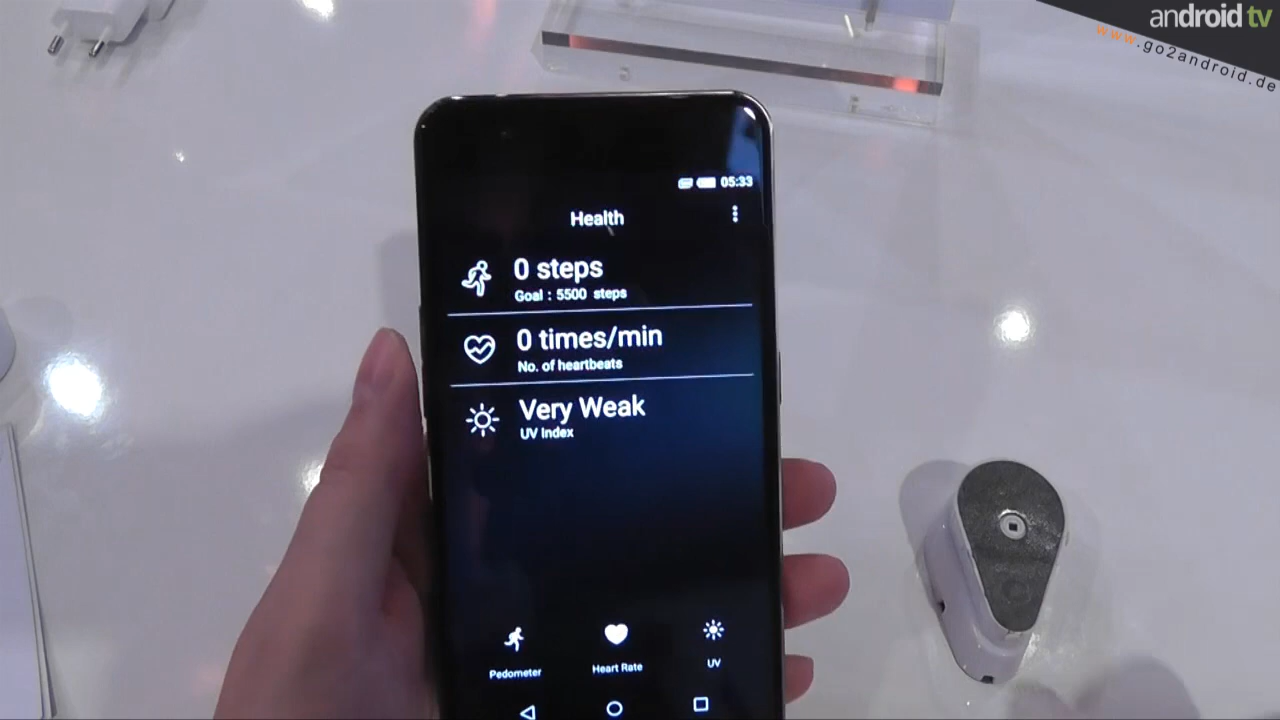 android tv
www.go2android.de
05:33
Health
0 steps
Goal : 5500 steps
0 times/min
No. of heartbeats
Very Weak
UV Index
Pedometer
Heart Rate
UV